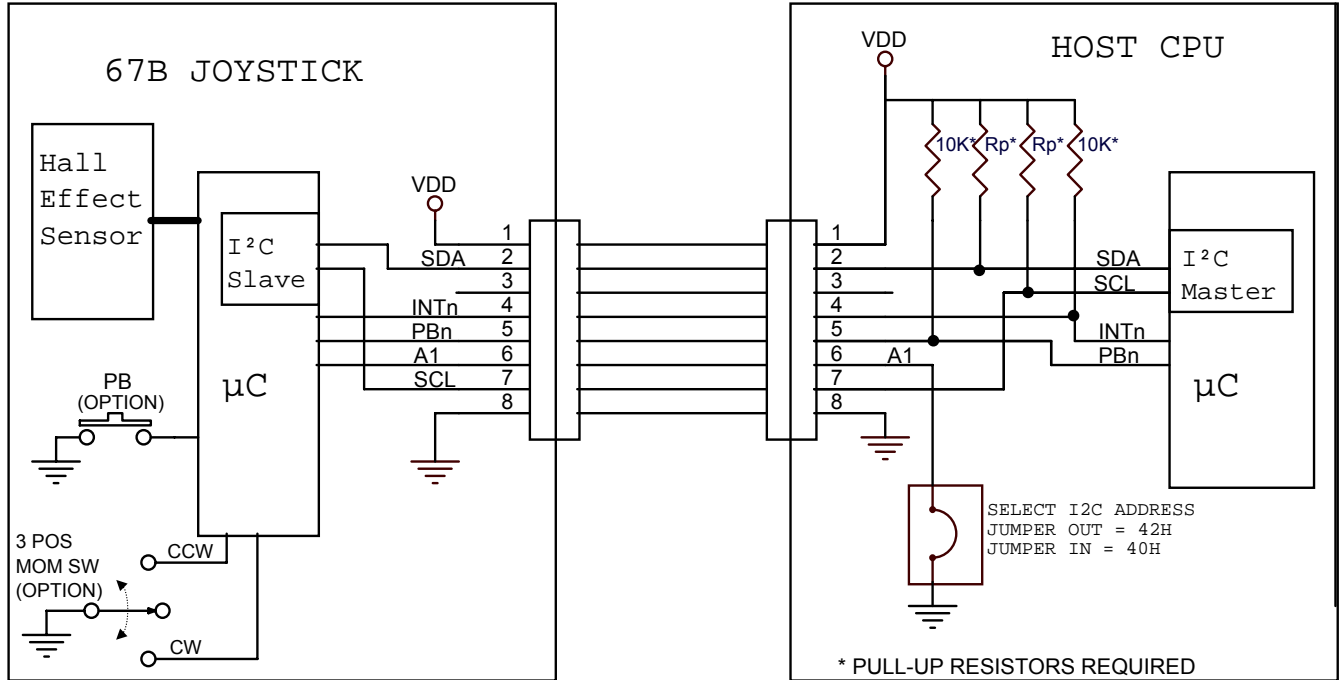 67B JOYSTICK
Hall
Effect
Sensor
I²C
Slave
µC
VDD
SDA
INTn
PBn
A1
SCL
1
2
3
4
5
6
7
8
PB
(OPTION)
3 POS
MOM SW
(OPTION)
CCW
CW
HOST CPU
VDD
10K*
Rp*
Rp*
10K*
1
2
3
4
5
6
7
8
A1
SDA
SCL
INTn
PBn
I²C
Master
µC
SELECT I2C ADDRESS
JUMPER OUT = 42H
JUMPER IN = 40H
* PULL-UP RESISTORS REQUIRED